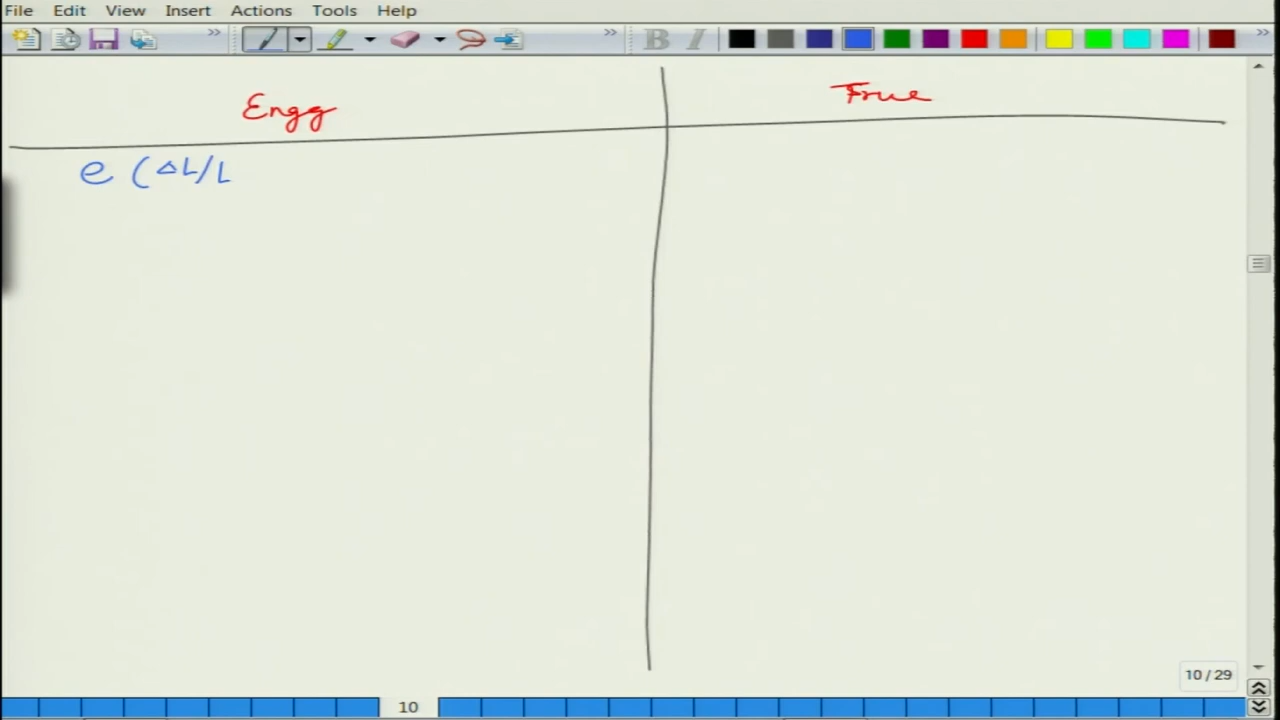 File Edit View Insert Actions Tools Help
B I
Engg True
e (ΔL/L
10 / 29
10